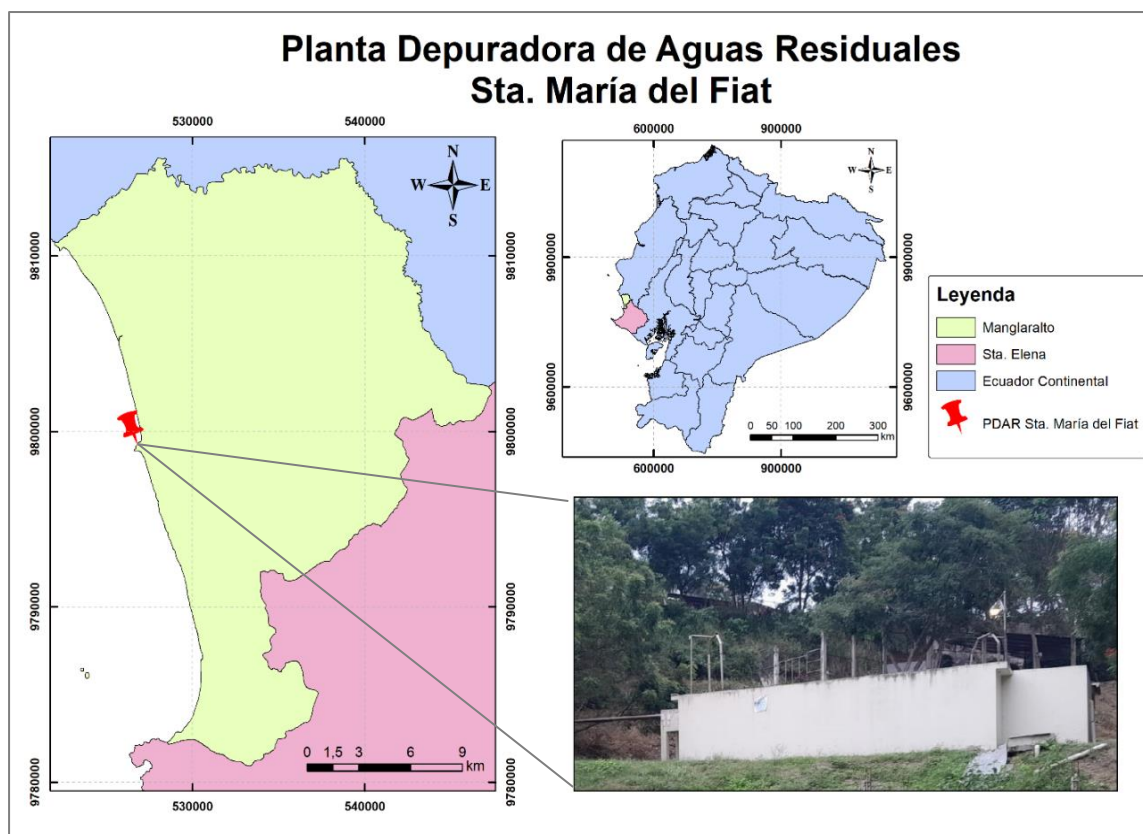 Planta Depuradora de Aguas Residuales
Sta. María del Fiat
530000
540000
N
W
E
S
9810000
9800000
9790000
9780000
9810000
9800000
9790000
9780000
0 1,5 3 6 9
km
530000
540000
600000
900000
N
W
E
S
9900000
9600000
9900000
9600000
0 50 100 200 300
km
600000
900000
Leyenda
Manglaralto
Sta. Elena
Ecuador Continental
PDAR Sta. María del Fiat